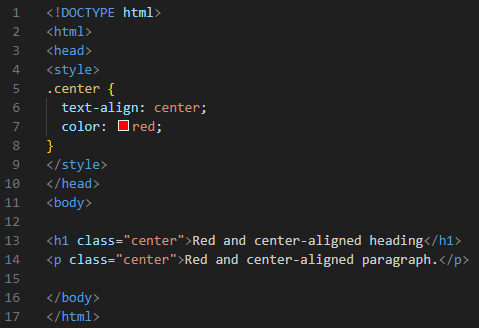 1 <!DOCTYPE html>
2 <html>
3 <head>
4 <style>
5 .center {
6   text-align: center;
7   color: red;
8 }
9 </style>
10 </head>
11 <body>
12
13 <h1 class="center">Red and center-aligned heading</h1>
14 <p class="center">Red and center-aligned paragraph.</p>
15
16 </body>
17 </html>